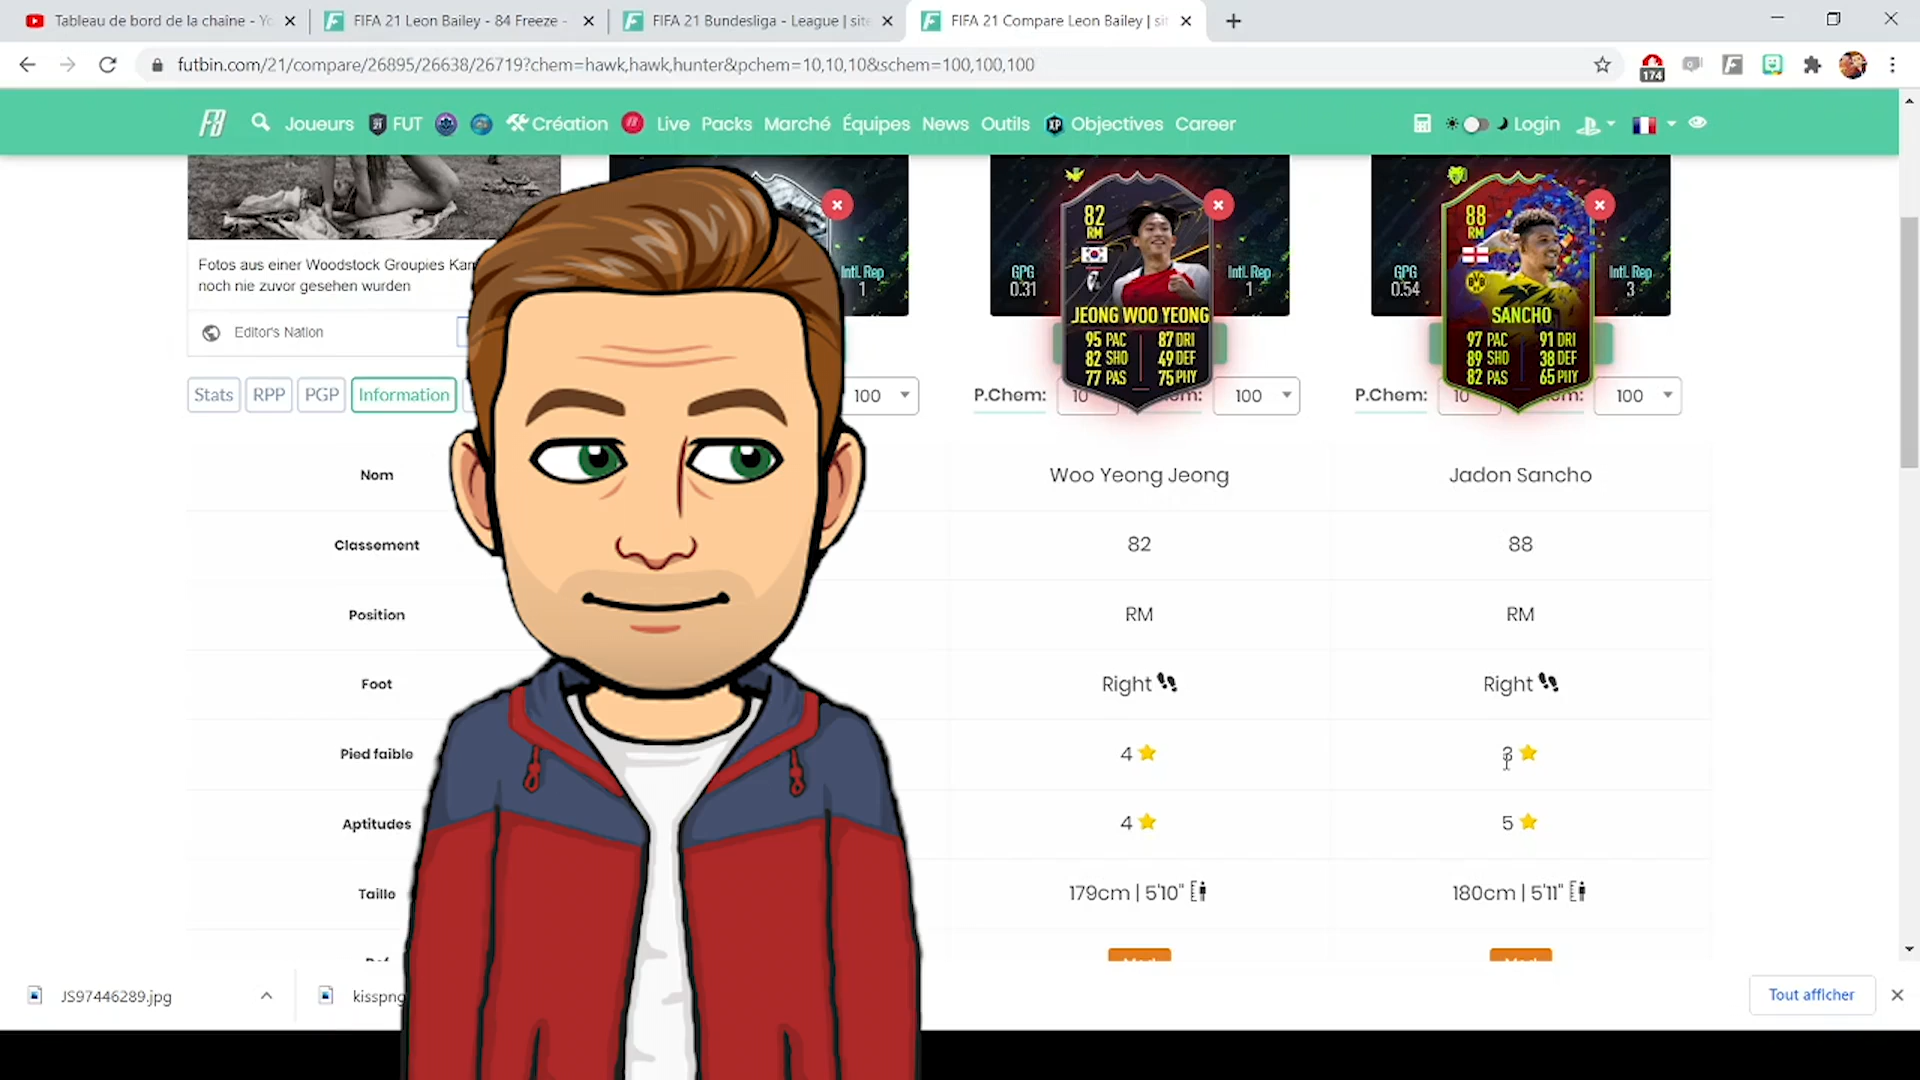 Tableau de bord de la chaîne - Yo
FIFA 21 Leon Bailey - 84 Freeze -
FIFA 21 Bundesliga - League | site
FIFA 21 Compare Leon Bailey | sit
futbin.com/21/compare/26895/26638/26719?chem=hawk,hawk,hunter&pchem=10,10,10&schem=100,100,100
174
Joueurs FUT Création Live Packs Marché Équipes News Outils XP Objectives Career Login
Fotos aus einer Woodstock Groupies Kam
noch nie zuvor gesehen wurden
Editor's Nation
Intl. Rep
1
GPG
0.31
82
RM
JEONG WOO YEONG
95 PAC 87 DRI
82 SHO 49 DEF
77 PAS 75 PHY
Intl. Rep
1
GPG
0.54
88
RM
SANCHO
97 PAC 91 DRI
89 SHO 38 DEF
82 PAS 65 PHY
Intl. Rep
3
Stats RPP PGP Information
100 P.Chem: 10 100 P.Chem: 10 100
Nom Woo Yeong Jeong Jadon Sancho
Classement 82 88
Position RM RM
Foot Right Right
Pied faible 4 3
Aptitudes 4 5
Taille 179cm | 5'10" 180cm | 5'11"
JS97446289.jpg
kisspng
Tout afficher